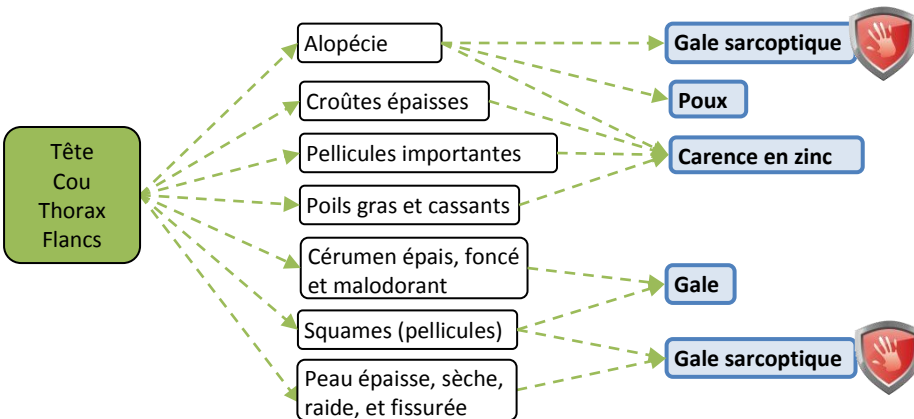 Tête
Cou
Thorax
Flancs
Alopécie
Croûtes épaisses
Pellicules importantes
Poils gras et cassants
Cérumen épais, foncé
et malodorant
Squames (pellicules)
Peau épaisse, sèche,
raide, et fissurée
Gale sarcoptique
Poux
Carence en zinc
Gale
Gale sarcoptique